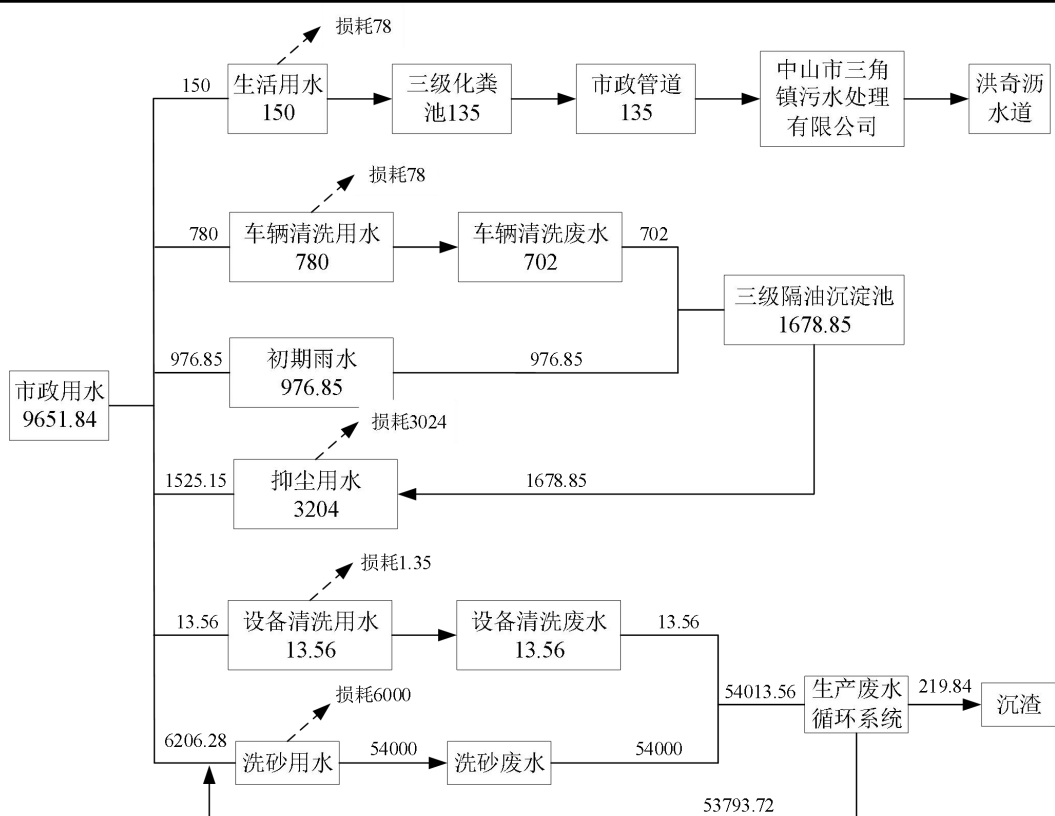 损耗78
150
生活用水
150
三级化粪
池135
市政管道
135
中山市三角
镇污水处理
有限公司
洪奇沥
水道
损耗78
780
车辆清洗用水
780
车辆清洗废水
702
702
三级隔油沉淀池
1678.85
976.85
初期雨水
976.85
976.85
市政用水
9651.84
损耗3024
1525.15
抑尘用水
3204
1678.85
损耗1.35
13.56
设备清洗用水
13.56
设备清洗废水
13.56
13.56
54013.56
生产废水
循环系统
219.84
沉渣
损耗6000
6206.28
洗砂用水
54000
洗砂废水
54000
53793.72